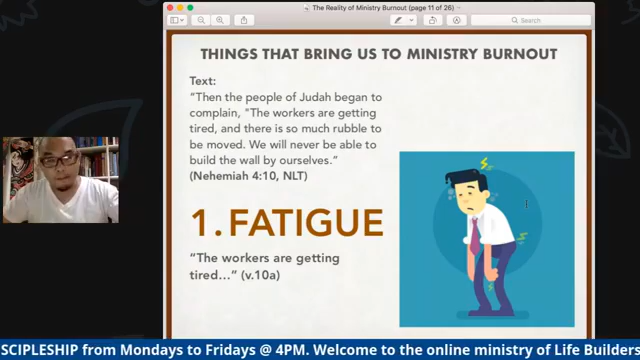 The Reality of Ministry Burnout (page 11 of 26)
Search
THINGS THAT BRING US TO MINISTRY BURNOUT
Text:
“Then the people of Judah began to
complain, "The workers are getting
tired, and there is so much rubble to
be moved. We will never be able to
build the wall by ourselves.”
(Nehemiah 4:10, NLT)
1. FATIGUE
“The workers are getting
tired…” (v.10a)
SCIPLESHIP from Mondays to Fridays @ 4PM. Welcome to the online ministry of Life Builders